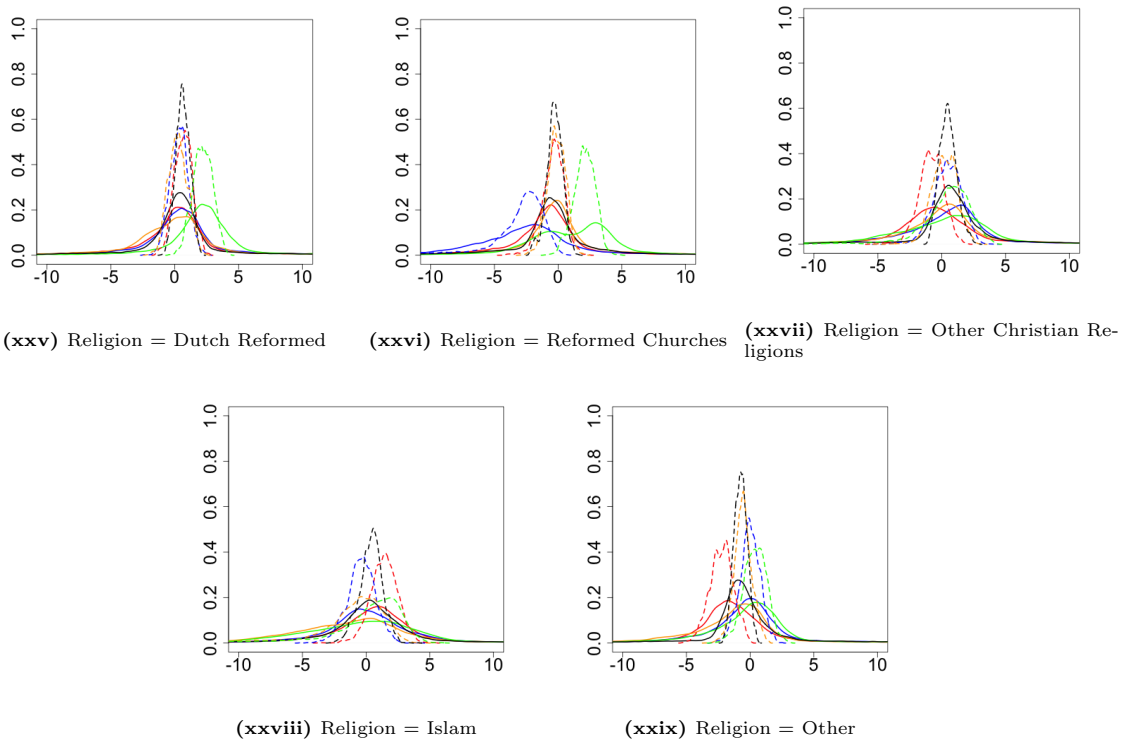 1.0
0.8
0.6
0.4
0.2
0.0
-10 -5 0 5 10
1.0
0.8
0.6
0.4
0.2
0.0
-10 -5 0 5 10
1.0
0.8
0.6
0.4
0.2
0.0
-10 -5 0 5 10
(xxv) Religion = Dutch Reformed
(xxvi) Religion = Reformed Churches
(xxvii) Religion = Other Christian Re-
ligions
1.0
0.8
0.6
0.4
0.2
0.0
-10 -5 0 5 10
1.0
0.8
0.6
0.4
0.2
0.0
-10 -5 0 5 10
(xxviii) Religion = Islam
(xxix) Religion = Other